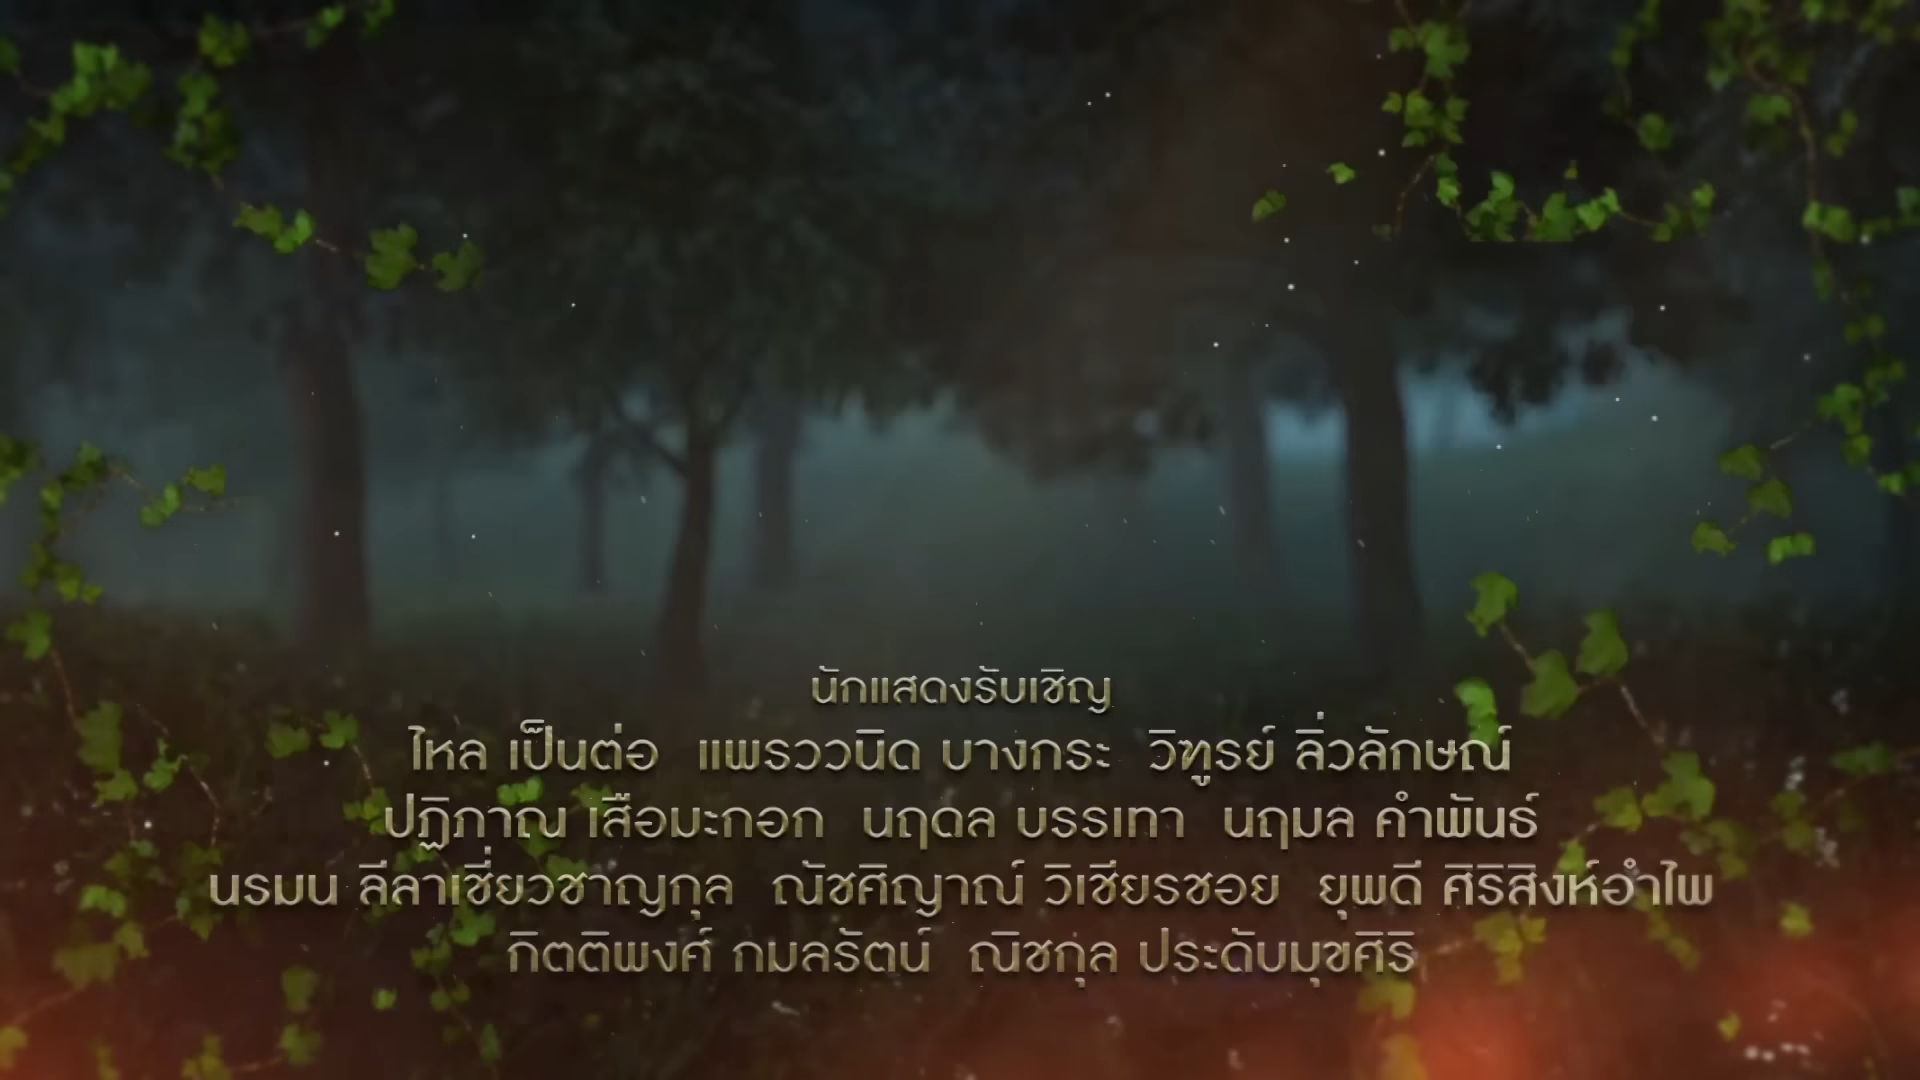 นักแสดงรับเชิญ
ไหล เป็นต่อ แพรววนิด บางกระ วิฑูรย์ ลิ่วลักษณ์
ปฏิภาณ เสือมะกอก นฤดล บรรเทา นฤมล คำพันธ์
นรมน ลีลาเชี่ยวชาญกุล ณัชศิญาณ์ วิเชียรชอย ยุพดี ศิริสิงห์อำไพ
กิตติพงศ์ กมลรัตน์ ณิชกุล ประดับมุขศิริ